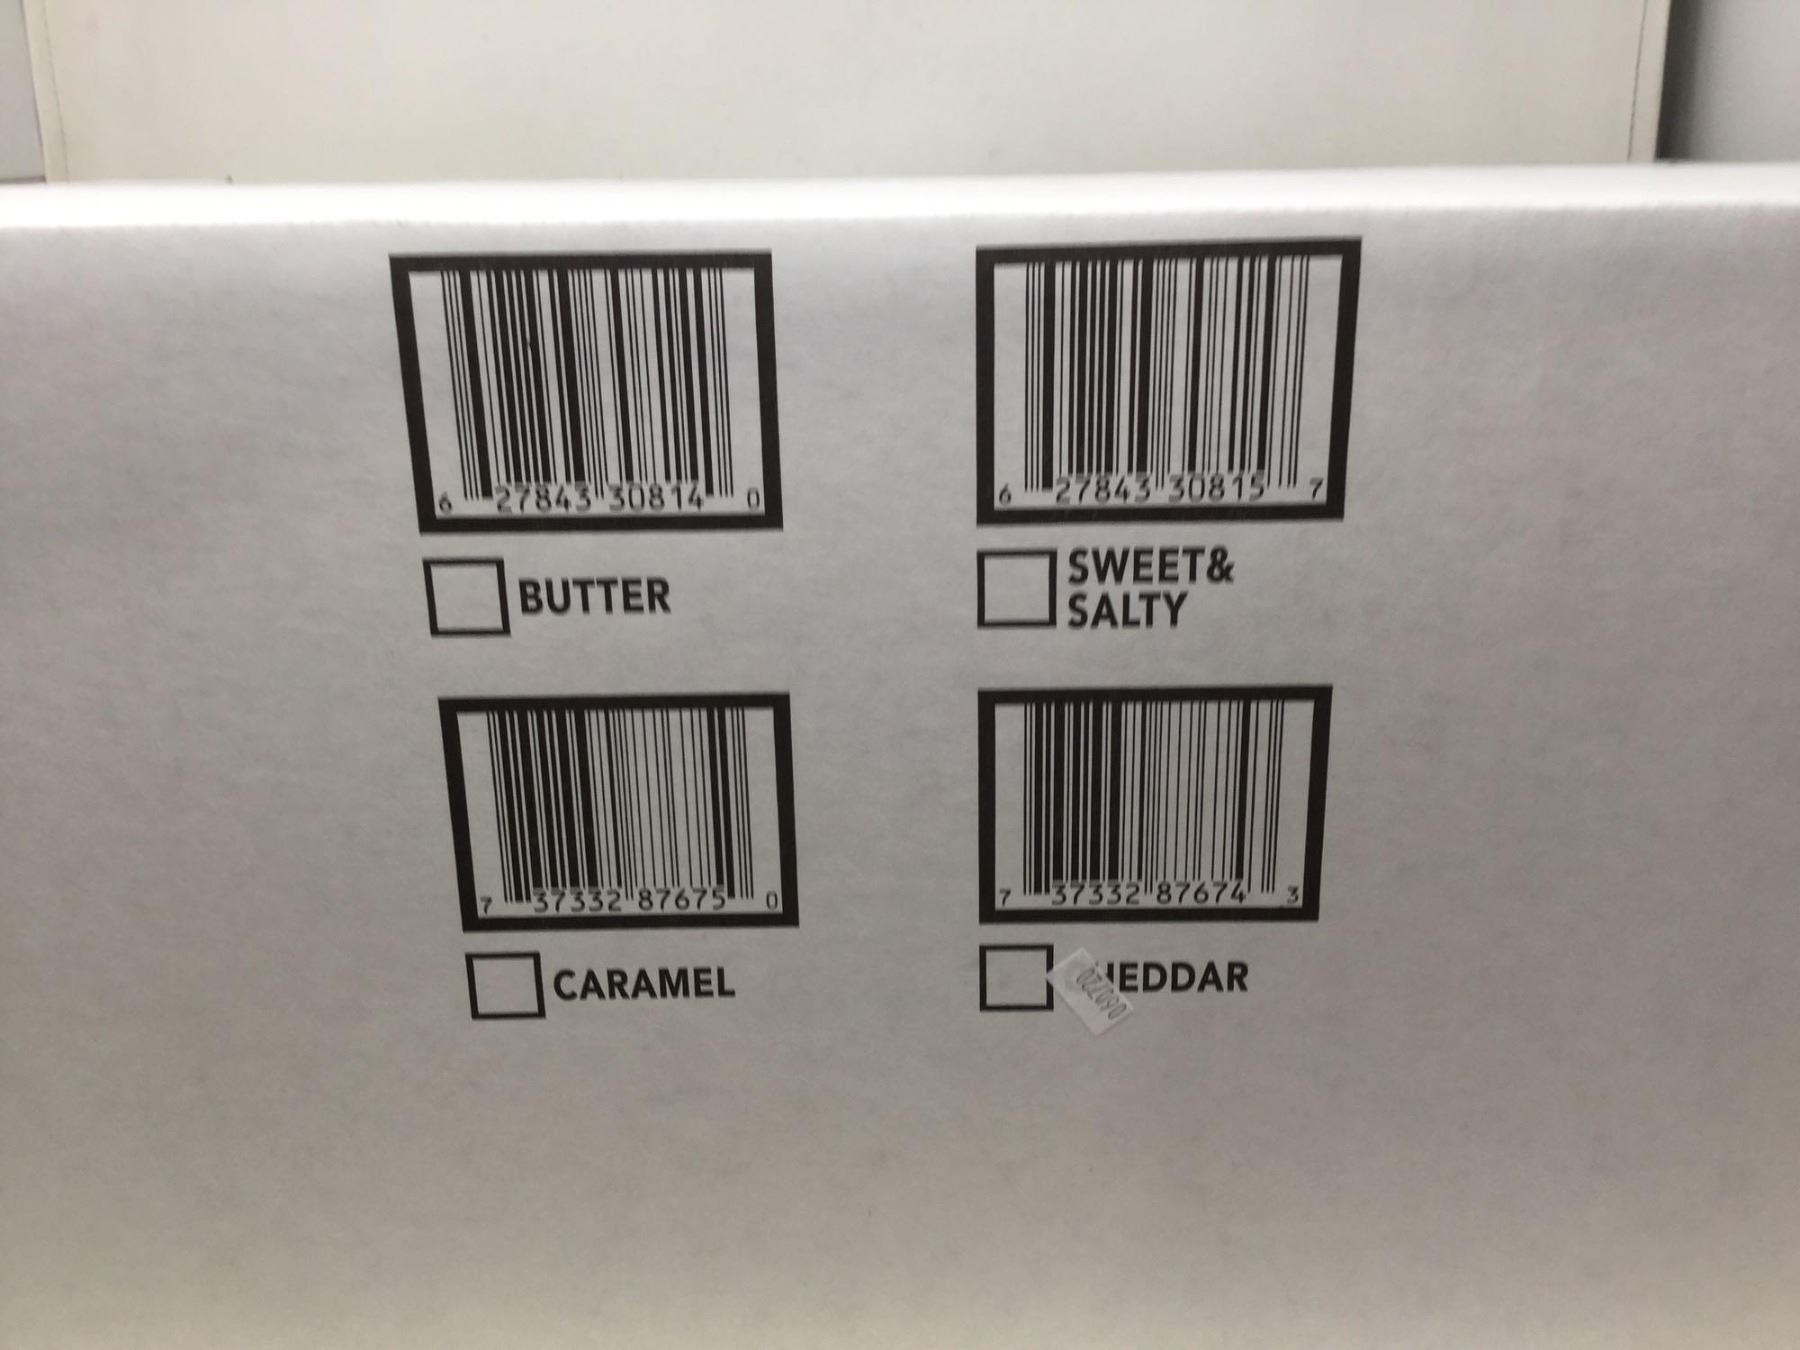 6 27843 30814 0
BUTTER
6 27843 30815 7
SWEET&
SALTY
7 37332 87675 0
CARAMEL
7 37332 87674 3
HEDDAR
060220